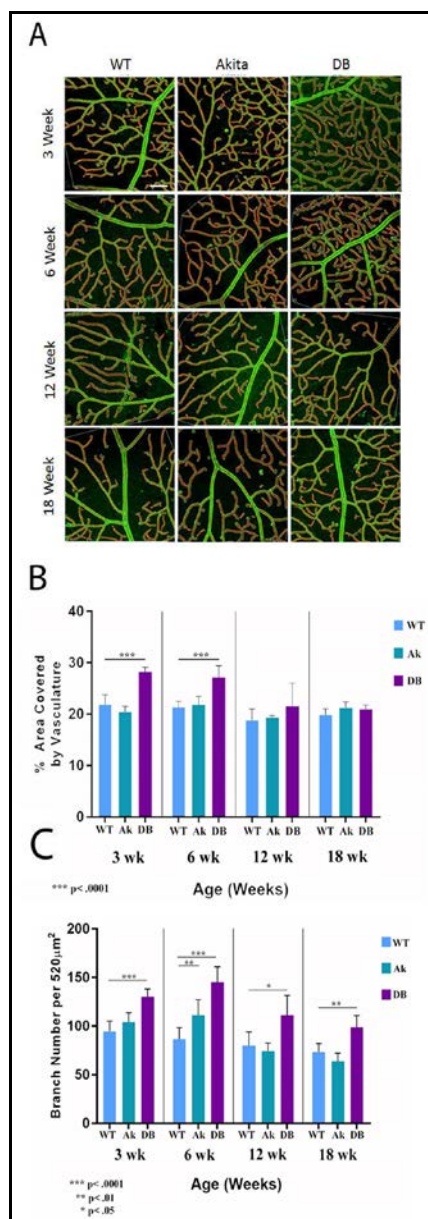 A
WT Akita DB
3 Week
6 Week
12 Week
18 Week
B
% Area Covered
by Vasculature
40
30
20
10
0
*** ***
WT
Ak
DB
WT Ak DB WT Ak DB WT Ak DB WT Ak DB
3 wk 6 wk 12 wk 18 wk
C
*** p< .0001
Age (Weeks)
Branch Number per 520µm²
200
150
100
50
0
*** *** ** * **
WT
Ak
DB
WT Ak DB WT Ak DB WT Ak DB WT Ak DB
3 wk 6 wk 12 wk 18 wk
*** p< .0001
** p< .01
* p< .05
Age (Weeks)